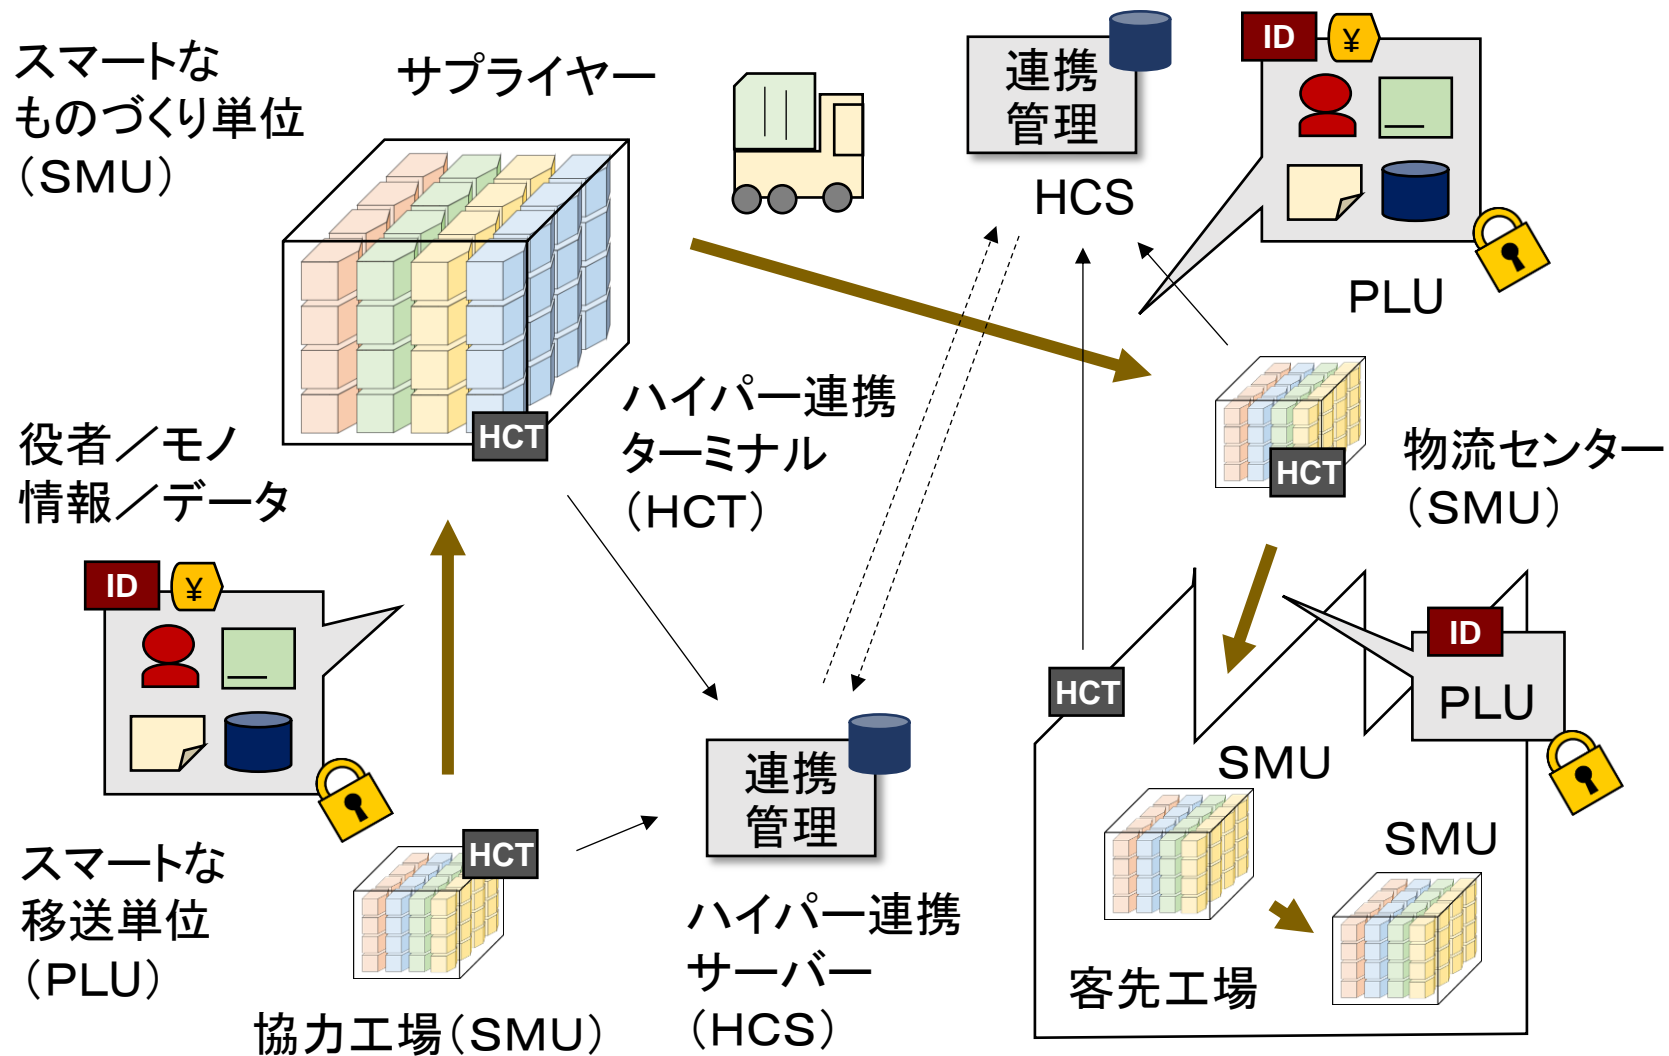 スマートな
ものづくり単位
（SMU）
サプライヤー
連携
管理
HCS
ID
¥
PLU
HCT
ハイパー連携
ターミナル
（HCT）
HCT
物流センター
（SMU）
役者／モノ
情報／データ
ID
¥
スマートな
移送単位
（PLU）
HCT
協力工場（SMU）
連携
管理
ハイパー連携
サーバー
（HCS）
HCT
ID
PLU
SMU
SMU
客先工場